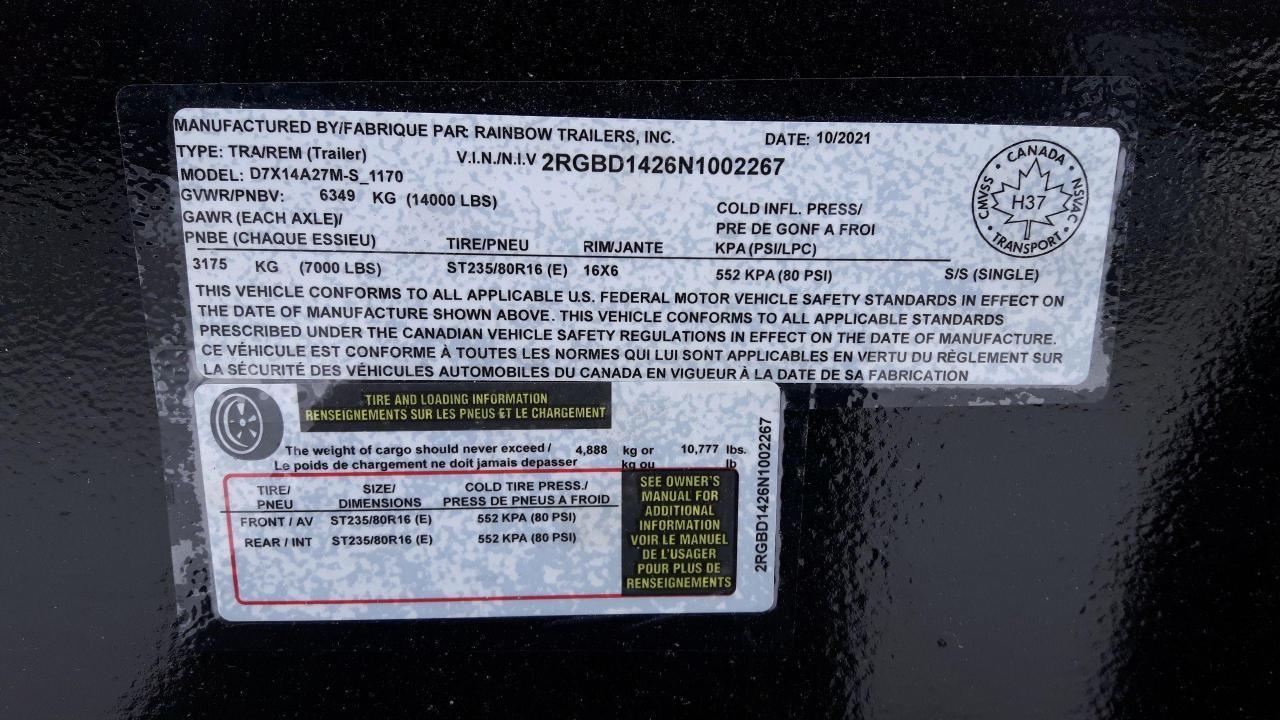 MANUFACTURED BY/FABRIQUE PAR: RAINBOW TRAILERS, INC. DATE: 10/2021
TYPE: TRA/REM (Trailer) V.I.N./N.I.V 2RGBD1426N1002267
MODEL: D7X14A27M-S_1170
GVWR/PNBV: 6349 KG (14000 LBS)
GAWR (EACH AXLE)/ COLD INFL. PRESS/
PRE DE GONF A FROI
PNBE (CHAQUE ESSIEU) TIRE/PNEU RIM/JANTE KPA (PSI/LPC)
3175 KG (7000 LBS) ST235/80R16 (E) 16X6 552 KPA (80 PSI) S/S (SINGLE)
THIS VEHICLE CONFORMS TO ALL APPLICABLE U.S. FEDERAL MOTOR VEHICLE SAFETY STANDARDS IN EFFECT ON
THE DATE OF MANUFACTURE SHOWN ABOVE. THIS VEHICLE CONFORMS TO ALL APPLICABLE STANDARDS
PRESCRIBED UNDER THE CANADIAN VEHICLE SAFETY REGULATIONS IN EFFECT ON THE DATE OF MANUFACTURE.
CE VÉHICULE EST CONFORME À TOUTES LES NORMES QUI LUI SONT APPLICABLES EN VERTU DU RÈGLEMENT SUR
LA SÉCURITÉ DES VÉHICULES AUTOMOBILES DU CANADA EN VIGUEUR À LA DATE DE SA FABRICATION
CANADA
CMVSS H37 NSVAC
TRANSPORT
TIRE AND LOADING INFORMATION
RENSEIGNEMENTS SUR LES PNEUS ET LE CHARGEMENT
The weight of cargo should never exceed / 4,888 kg or 10,777 lbs.
Le poids de chargement ne doit jamais depasser kg ou lb
TIRE/ SIZE/ COLD TIRE PRESS./
PNEU DIMENSIONS PRESS DE PNEUS A FROID
FRONT / AV ST235/80R16 (E) 552 KPA (80 PSI)
REAR / INT ST235/80R16 (E) 552 KPA (80 PSI)
SEE OWNER'S
MANUAL FOR
ADDITIONAL
INFORMATION
VOIR LE MANUEL
DE L'USAGER
POUR PLUS DE
RENSEIGNEMENTS
2RGBD1426N1002267